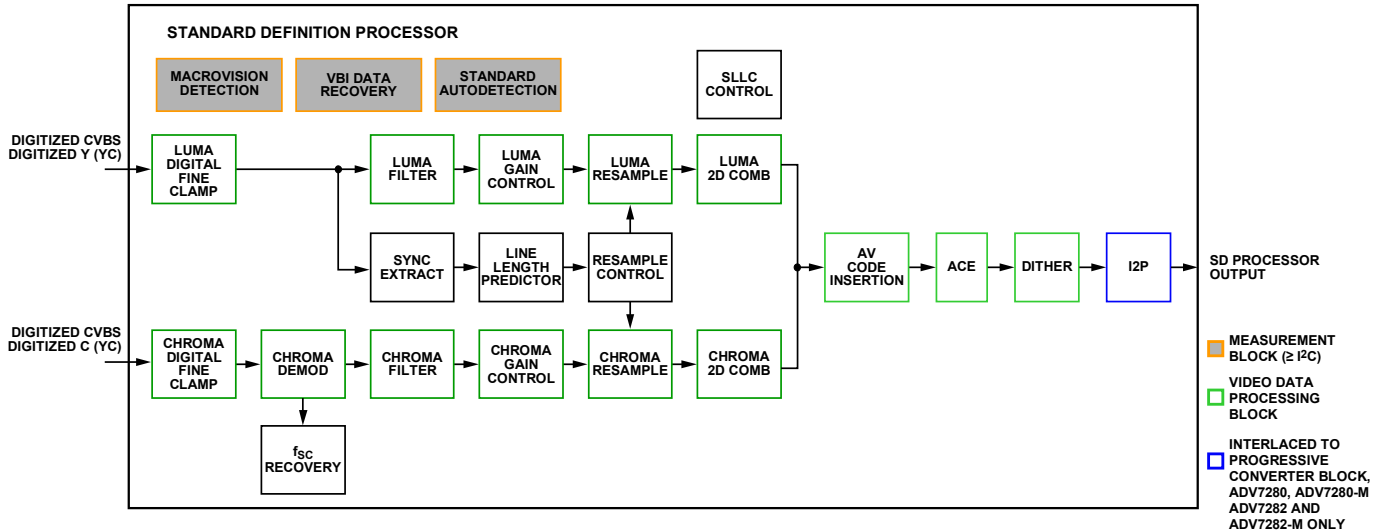 STANDARD DEFINITION PROCESSOR
MACROVISION
DETECTION
VBI DATA
RECOVERY
STANDARD
AUTODETECTION
SLLC
CONTROL
DIGITIZED CVBS
DIGITIZED Y (YC)
LUMA
DIGITAL
FINE
CLAMP
LUMA
FILTER
LUMA
GAIN
CONTROL
LUMA
RESAMPLE
LUMA
2D COMB
SYNC
EXTRACT
LINE
LENGTH
PREDICTOR
RESAMPLE
CONTROL
AV
CODE
INSERTION
ACE
DITHER
I2P
SD PROCESSOR
OUTPUT
DIGITIZED CVBS
DIGITIZED C (YC)
CHROMA
DIGITAL
FINE
CLAMP
CHROMA
DEMOD
CHROMA
FILTER
CHROMA
GAIN
CONTROL
CHROMA
RESAMPLE
CHROMA
2D COMB
fSC
RECOVERY
MEASUREMENT
BLOCK (≥ I²C)
VIDEO DATA
PROCESSING
BLOCK
INTERLACED TO
PROGRESSIVE
CONVERTER BLOCK,
ADV7280, ADV7280-M
ADV7282 AND
ADV7282-M ONLY